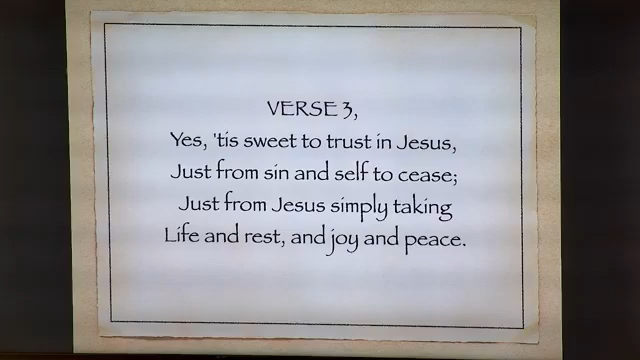 VERSE 3,
Yes, 'tis sweet to trust in Jesus,
Just from sin and self to cease;
Just from Jesus simply taking
Life and rest, and joy and peace.